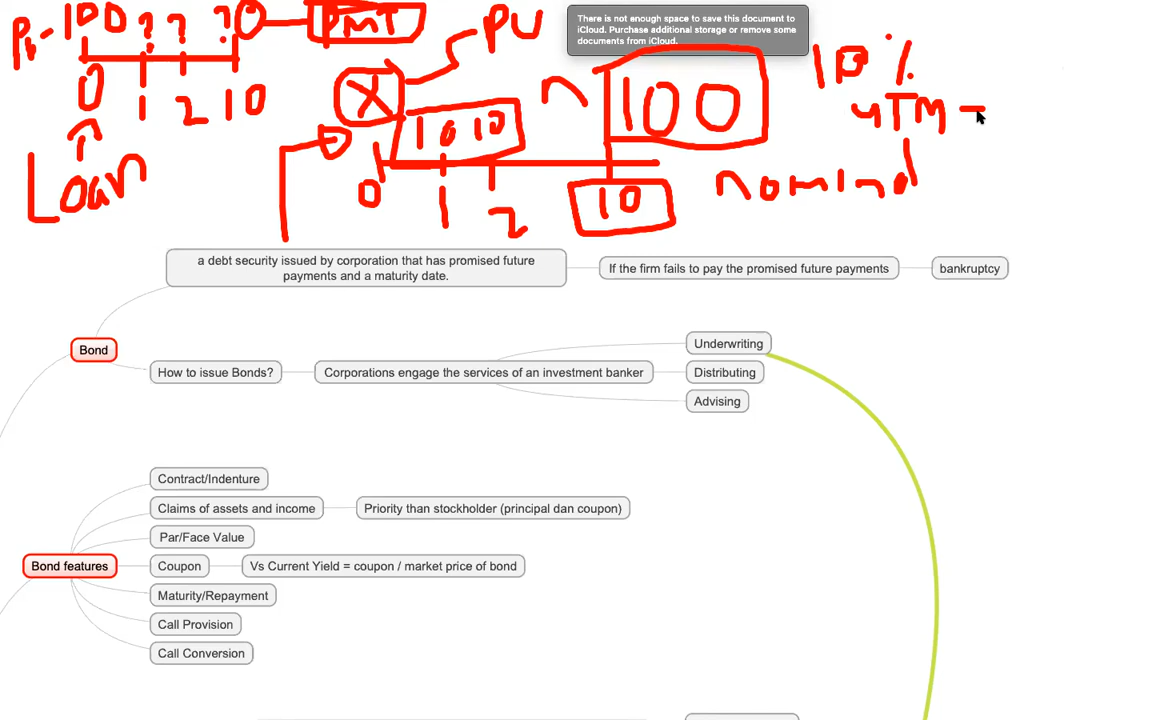 There is not enough space to save this document to
iCloud. Purchase additional storage or remove some
documents from iCloud.
-100 ? ? ? PMT PU
0 1 2 10
Loan
X 10 10 n 100
0 1 2 10
10 %
YTM -
nominal
a debt security issued by corporation that has promised future
payments and a maturity date.
If the firm fails to pay the promised future payments
bankruptcy
Bond
How to issue Bonds?
Corporations engage the services of an investment banker
Underwriting
Distributing
Advising
Bond features
Contract/Indenture
Claims of assets and income
Priority than stockholder (principal dan coupon)
Par/Face Value
Coupon
Vs Current Yield = coupon / market price of bond
Maturity/Repayment
Call Provision
Call Conversion